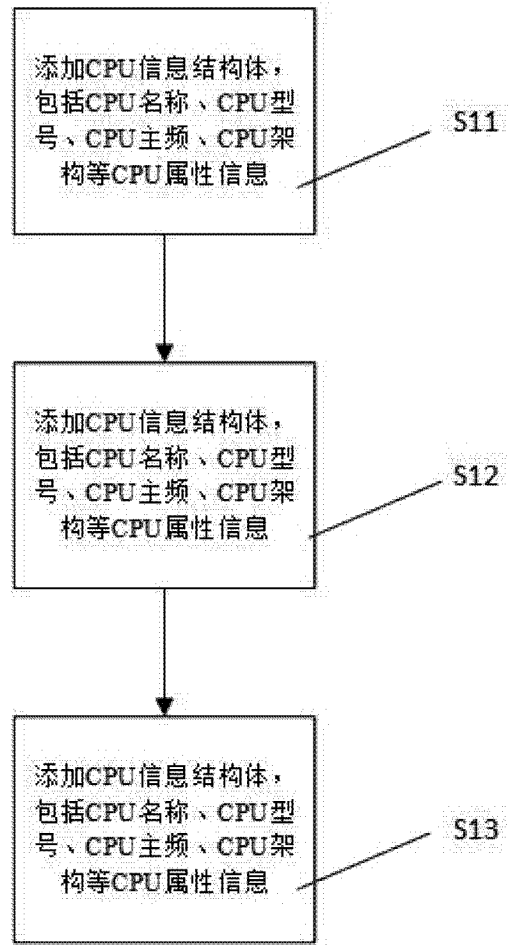 添加CPU信息结构体，
包括CPU名称、CPU型
号、CPU主频、CPU架
构等CPU属性信息
S11
添加CPU信息结构体，
包括CPU名称、CPU型
号、CPU主频、CPU架
构等CPU属性信息
S12
添加CPU信息结构体，
包括CPU名称、CPU型
号、CPU主频、CPU架
构等CPU属性信息
S13